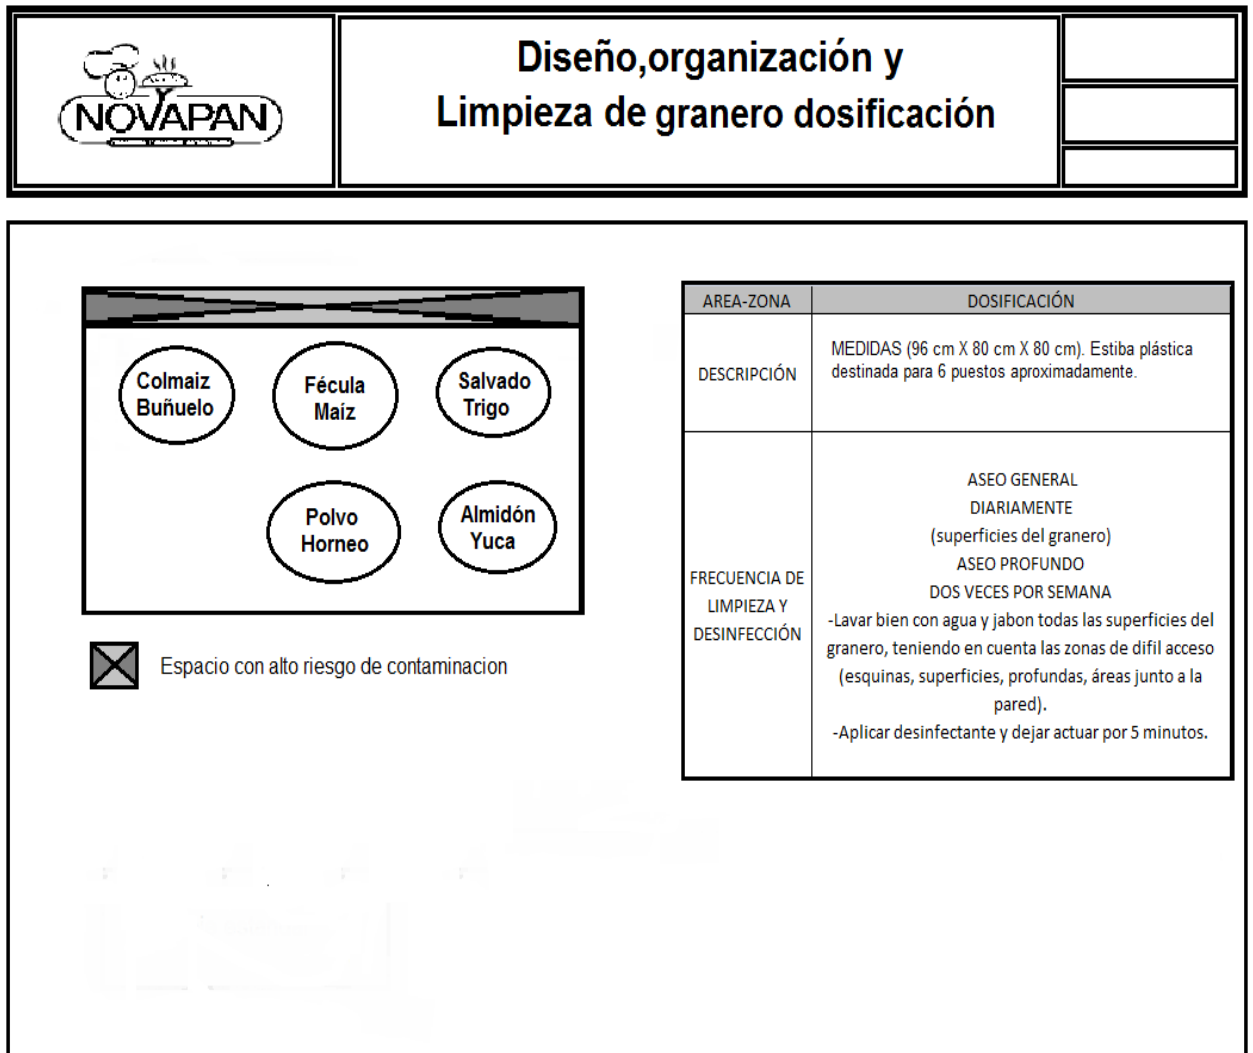 NOVAPAN
Diseño,organización y
Limpieza de granero dosificación
Colmaiz
Buñuelo
Fécula
Maíz
Salvado
Trigo
Polvo
Horneo
Almidón
Yuca
Espacio con alto riesgo de contaminacion
AREA-ZONA
DOSIFICACIÓN
DESCRIPCIÓN
MEDIDAS (96 cm X 80 cm X 80 cm). Estiba plástica
destinada para 6 puestos aproximadamente.
FRECUENCIA DE
LIMPIEZA Y
DESINFECCIÓN
ASEO GENERAL
DIARIAMENTE
(superficies del granero)
ASEO PROFUNDO
DOS VECES POR SEMANA
-Lavar bien con agua y jabon todas las superficies del
granero, teniendo en cuenta las zonas de difil acceso
(esquinas, superficies, profundas, áreas junto a la
pared).
-Aplicar desinfectante y dejar actuar por 5 minutos.